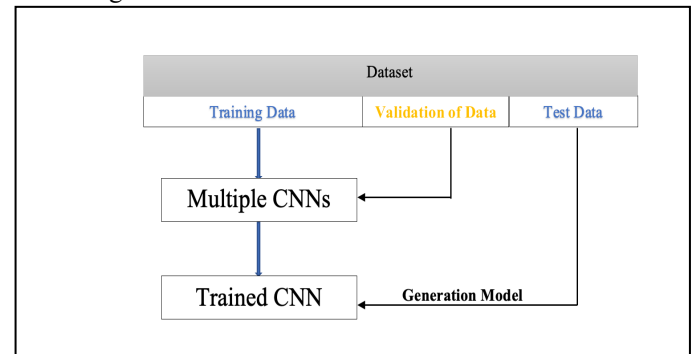 Dataset
Training Data Validation of Data Test Data
Multiple CNNs
Trained CNN Generation Model